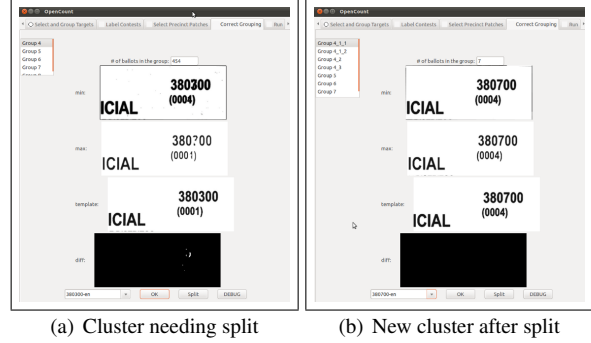 OpenCount
Select and Group Targets Label Contests Select Precinct Patches Correct Grouping Run
Group 4
Group 5
Group 6
Group 7
# of ballots in the group: 454
min:
380300
(0004)
ICIAL
max:
380?00
(0001)
ICIAL
template:
380300
(0001)
ICIAL
diff:
380300-en OK Split DEBUG
(a) Cluster needing split
OpenCount
Select and Group Targets Label Contests Select Precinct Patches Correct Grouping Run
Group 4_1_1
Group 4_1_2
Group 4_2
Group 4_3
Group 5
Group 6
Group 7
# of ballots in the group: 7
min:
380700
(0004)
ICIAL
max:
380700
(0004)
ICIAL
template:
380700
(0004)
ICIAL
diff:
380700-en OK Split DEBUG
(b) New cluster after split